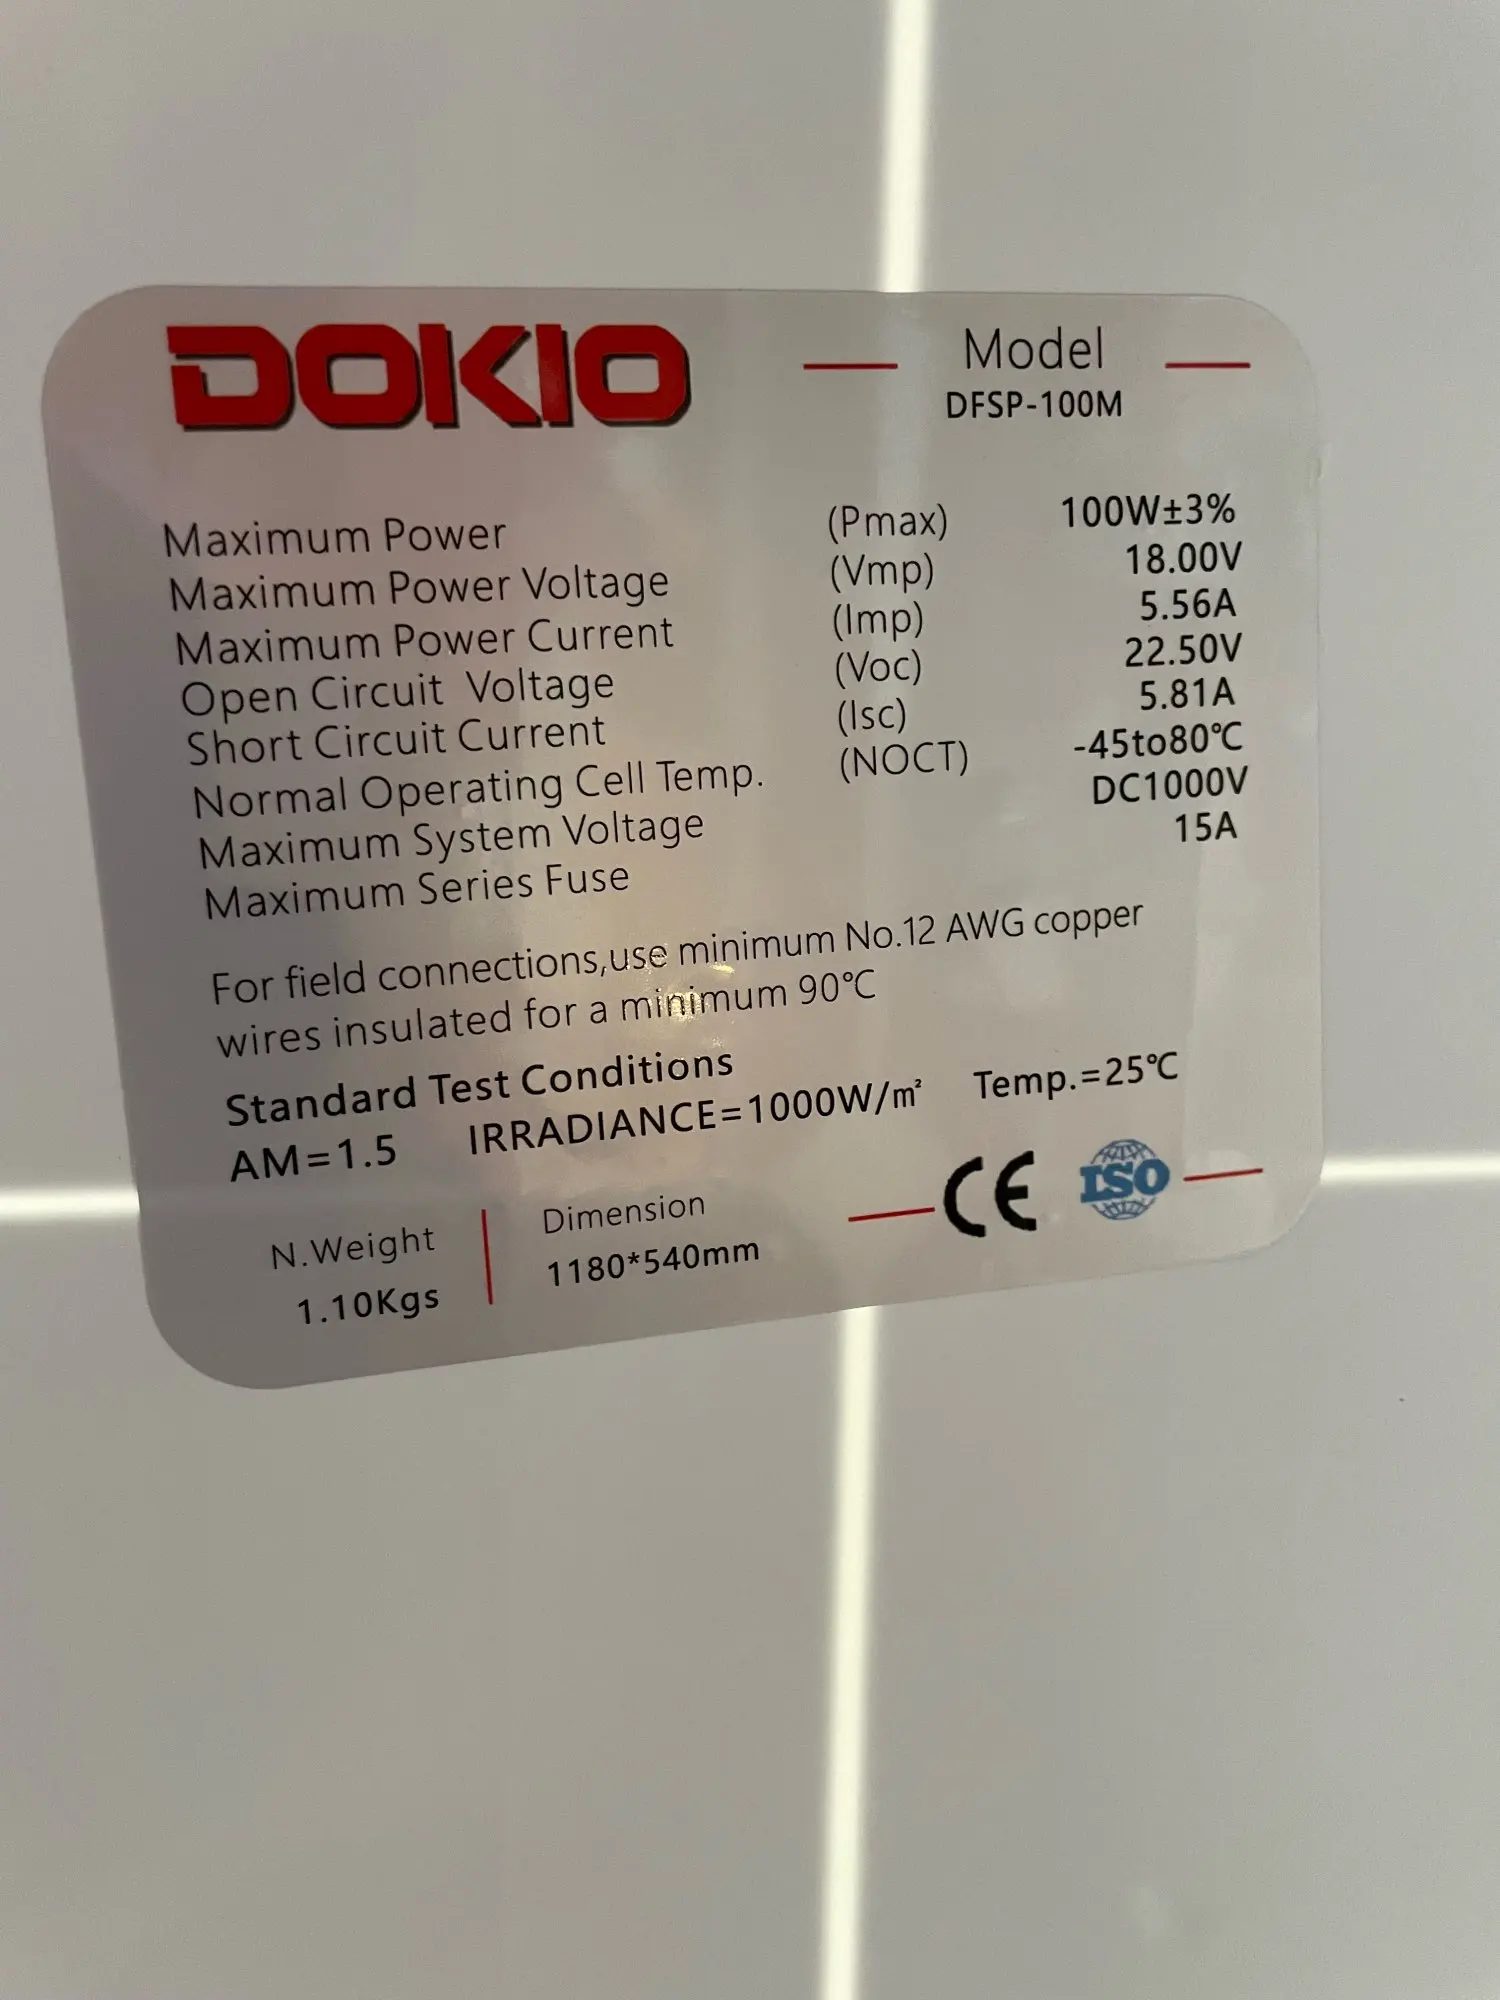 DOKIO
Model
DFSP-100M
Maximum Power (Pmax) 100W±3%
Maximum Power Voltage (Vmp) 18.00V
Maximum Power Current (Imp) 5.56A
Open Circuit Voltage (Voc) 22.50V
Short Circuit Current (Isc) 5.81A
Normal Operating Cell Temp. (NOCT) -45to80℃
Maximum System Voltage DC1000V
Maximum Series Fuse 15A
For field connections,use minimum No.12 AWG copper
wires insulated for a minimum 90℃
Standard Test Conditions
AM=1.5 IRRADIANCE=1000W/㎡ Temp.=25℃
N.Weight
1.10Kgs
Dimension
1180*540mm
CE ISO